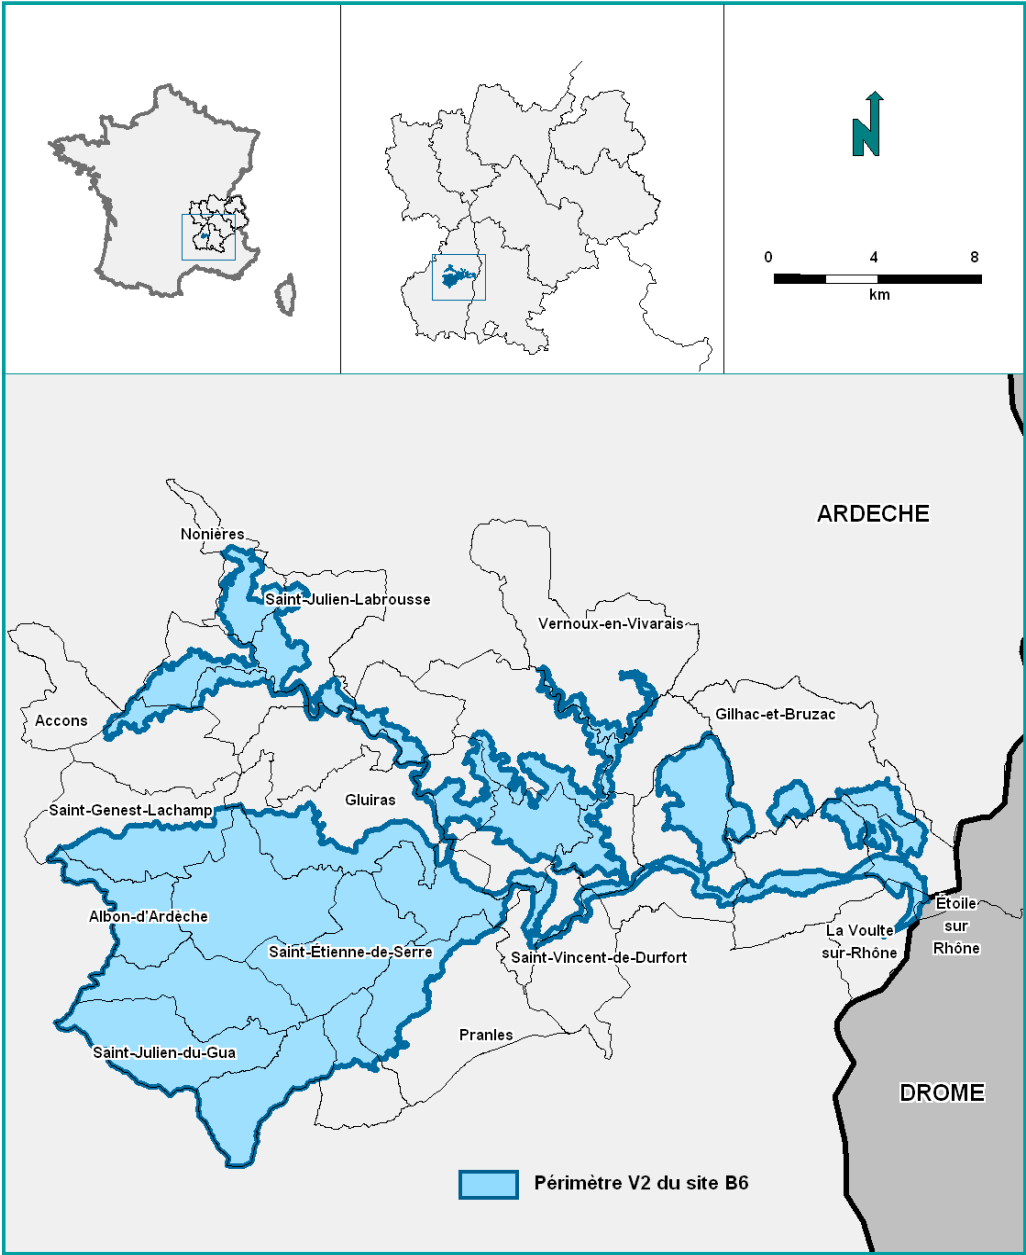 N
0 4 8
km
ARDECHE
Nonières
Saint-Julien-Labrousse
Vernoux-en-Vivarais
Accons
Gilhac-et-Bruzac
Saint-Genest-Lachamp
Gluiras
Albon-d'Ardèche
Étoile
sur
Rhône
La Voulte
sur-Rhône
Saint-Étienne-de-Serre
Saint-Vincent-de-Durfort
Pranles
Saint-Julien-du-Gua
DROME
Périmètre V2 du site B6